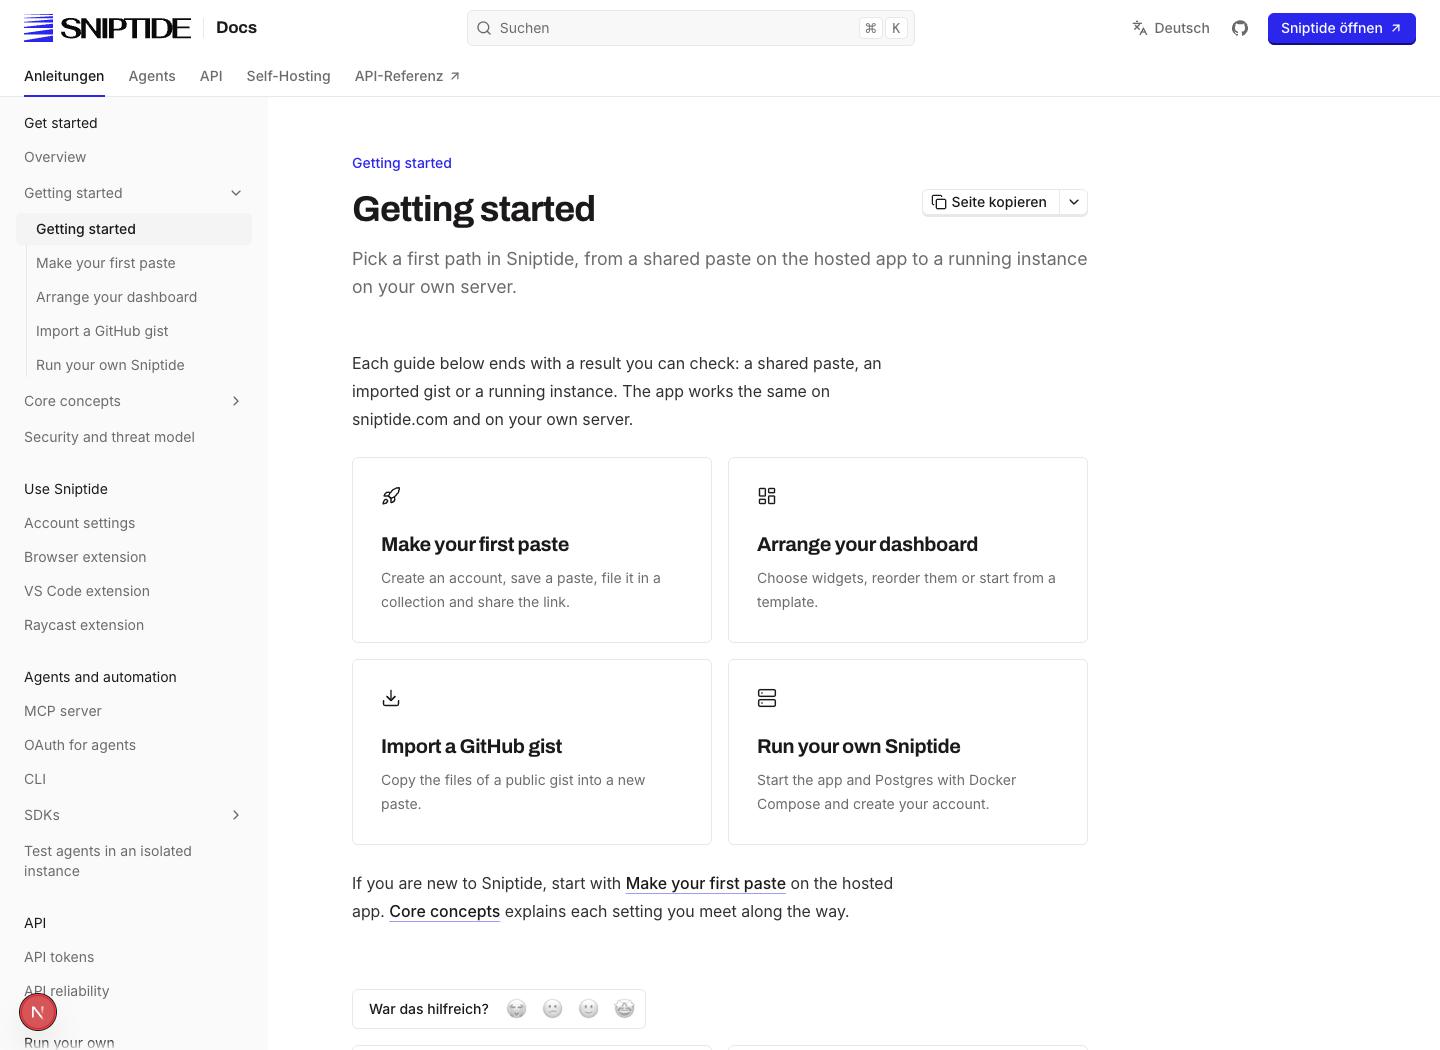 SNIPTIDE
Docs
Suchen
⌘ K
Deutsch
Sniptide öffnen
Anleitungen
Agents
API
Self-Hosting
API-Referenz
Get started
Overview
Getting started
Getting started
Make your first paste
Arrange your dashboard
Import a GitHub gist
Run your own Sniptide
Core concepts
Security and threat model
Use Sniptide
Account settings
Browser extension
VS Code extension
Raycast extension
Agents and automation
MCP server
OAuth for agents
CLI
SDKs
Test agents in an isolated
instance
API
API tokens
API reliability
N
Run your own
Getting started
Getting started
Seite kopieren
Pick a first path in Sniptide, from a shared paste on the hosted app to a running instance
on your own server.
Each guide below ends with a result you can check: a shared paste, an
imported gist or a running instance. The app works the same on
sniptide.com and on your own server.
Make your first paste
Create an account, save a paste, file it in a
collection and share the link.
Arrange your dashboard
Choose widgets, reorder them or start from a
template.
Import a GitHub gist
Copy the files of a public gist into a new
paste.
Run your own Sniptide
Start the app and Postgres with Docker
Compose and create your account.
If you are new to Sniptide, start with Make your first paste on the hosted
app. Core concepts explains each setting you meet along the way.
War das hilfreich?